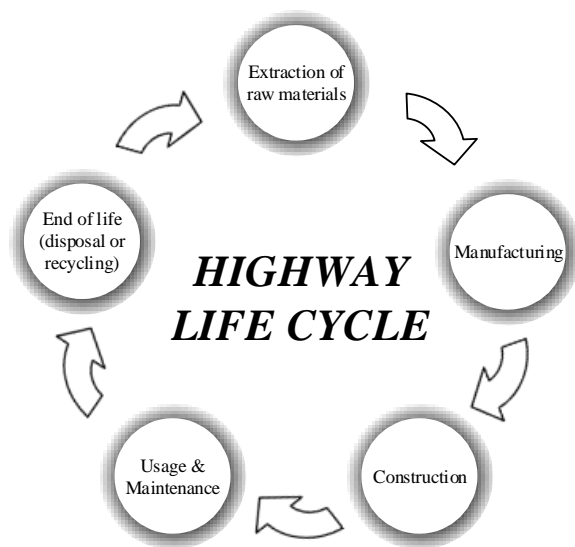 Extraction of
raw materials
Manufacturing
Construction
Usage &
Maintenance
End of life
(disposal or
recycling)
HIGHWAY
LIFE CYCLE